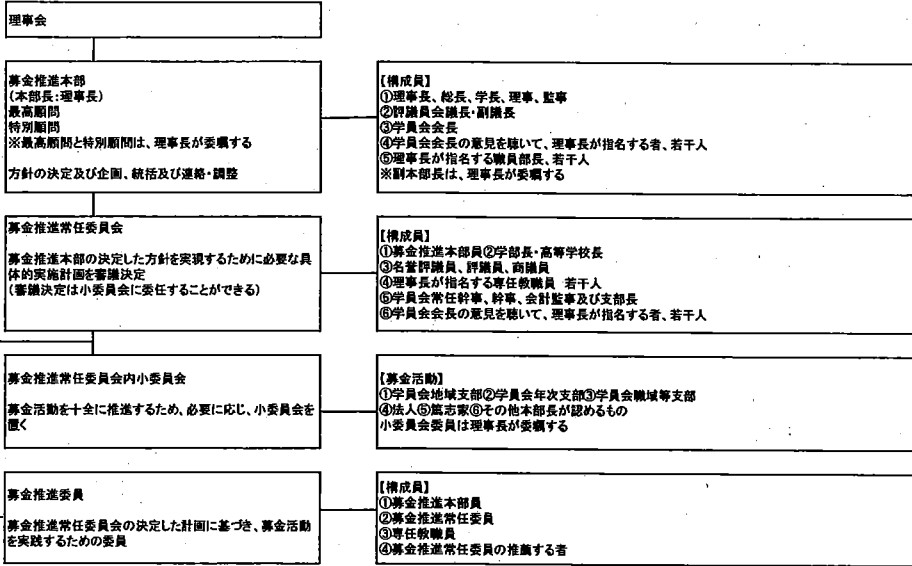 理事会
募金推進本部
(本部長:理事長)
最高顧問
特別顧問
※最高顧問と特別顧問は、理事長が委嘱する
方針の決定及び企画、統括及び連絡・調整
【構成員】
①理事長、総長、学長、理事、監事
②評議員会議長・副議長
③学員会会長
④学員会会長の意見を聴いて、理事長が指名する者、若干人
⑤理事長が指名する職員部長、若干人
※副本部長は、理事長が委嘱する
募金推進常任委員会
募金推進本部の決定した方針を実現するために必要な具
体的実施計画を審議決定
(審議決定は小委員会に委任することができる)
【構成員】
①募金推進本部員②学部長・高等学校長
③名誉評議員、評議員、商議員
④理事長が指名する専任教職員 若干人
⑤学員会常任幹事、幹事、会計監事及び支部長
⑥学員会会長の意見を聴いて、理事長が指名する者、若干人
募金推進常任委員会内小委員会
募金活動を十全に推進するため、必要に応じ、小委員会を
置く
【募金活動】
①学員会地域支部②学員会年次支部③学員会職域等支部
④法人⑤篤志家⑥その他本部長が認めるもの
小委員会委員は理事長が委嘱する
募金推進委員
募金推進常任委員会の決定した計画に基づき、募金活動
を実践するための委員
【構成員】
①募金推進本部員
②募金推進常任委員
③専任教職員
④募金推進常任委員の推薦する者